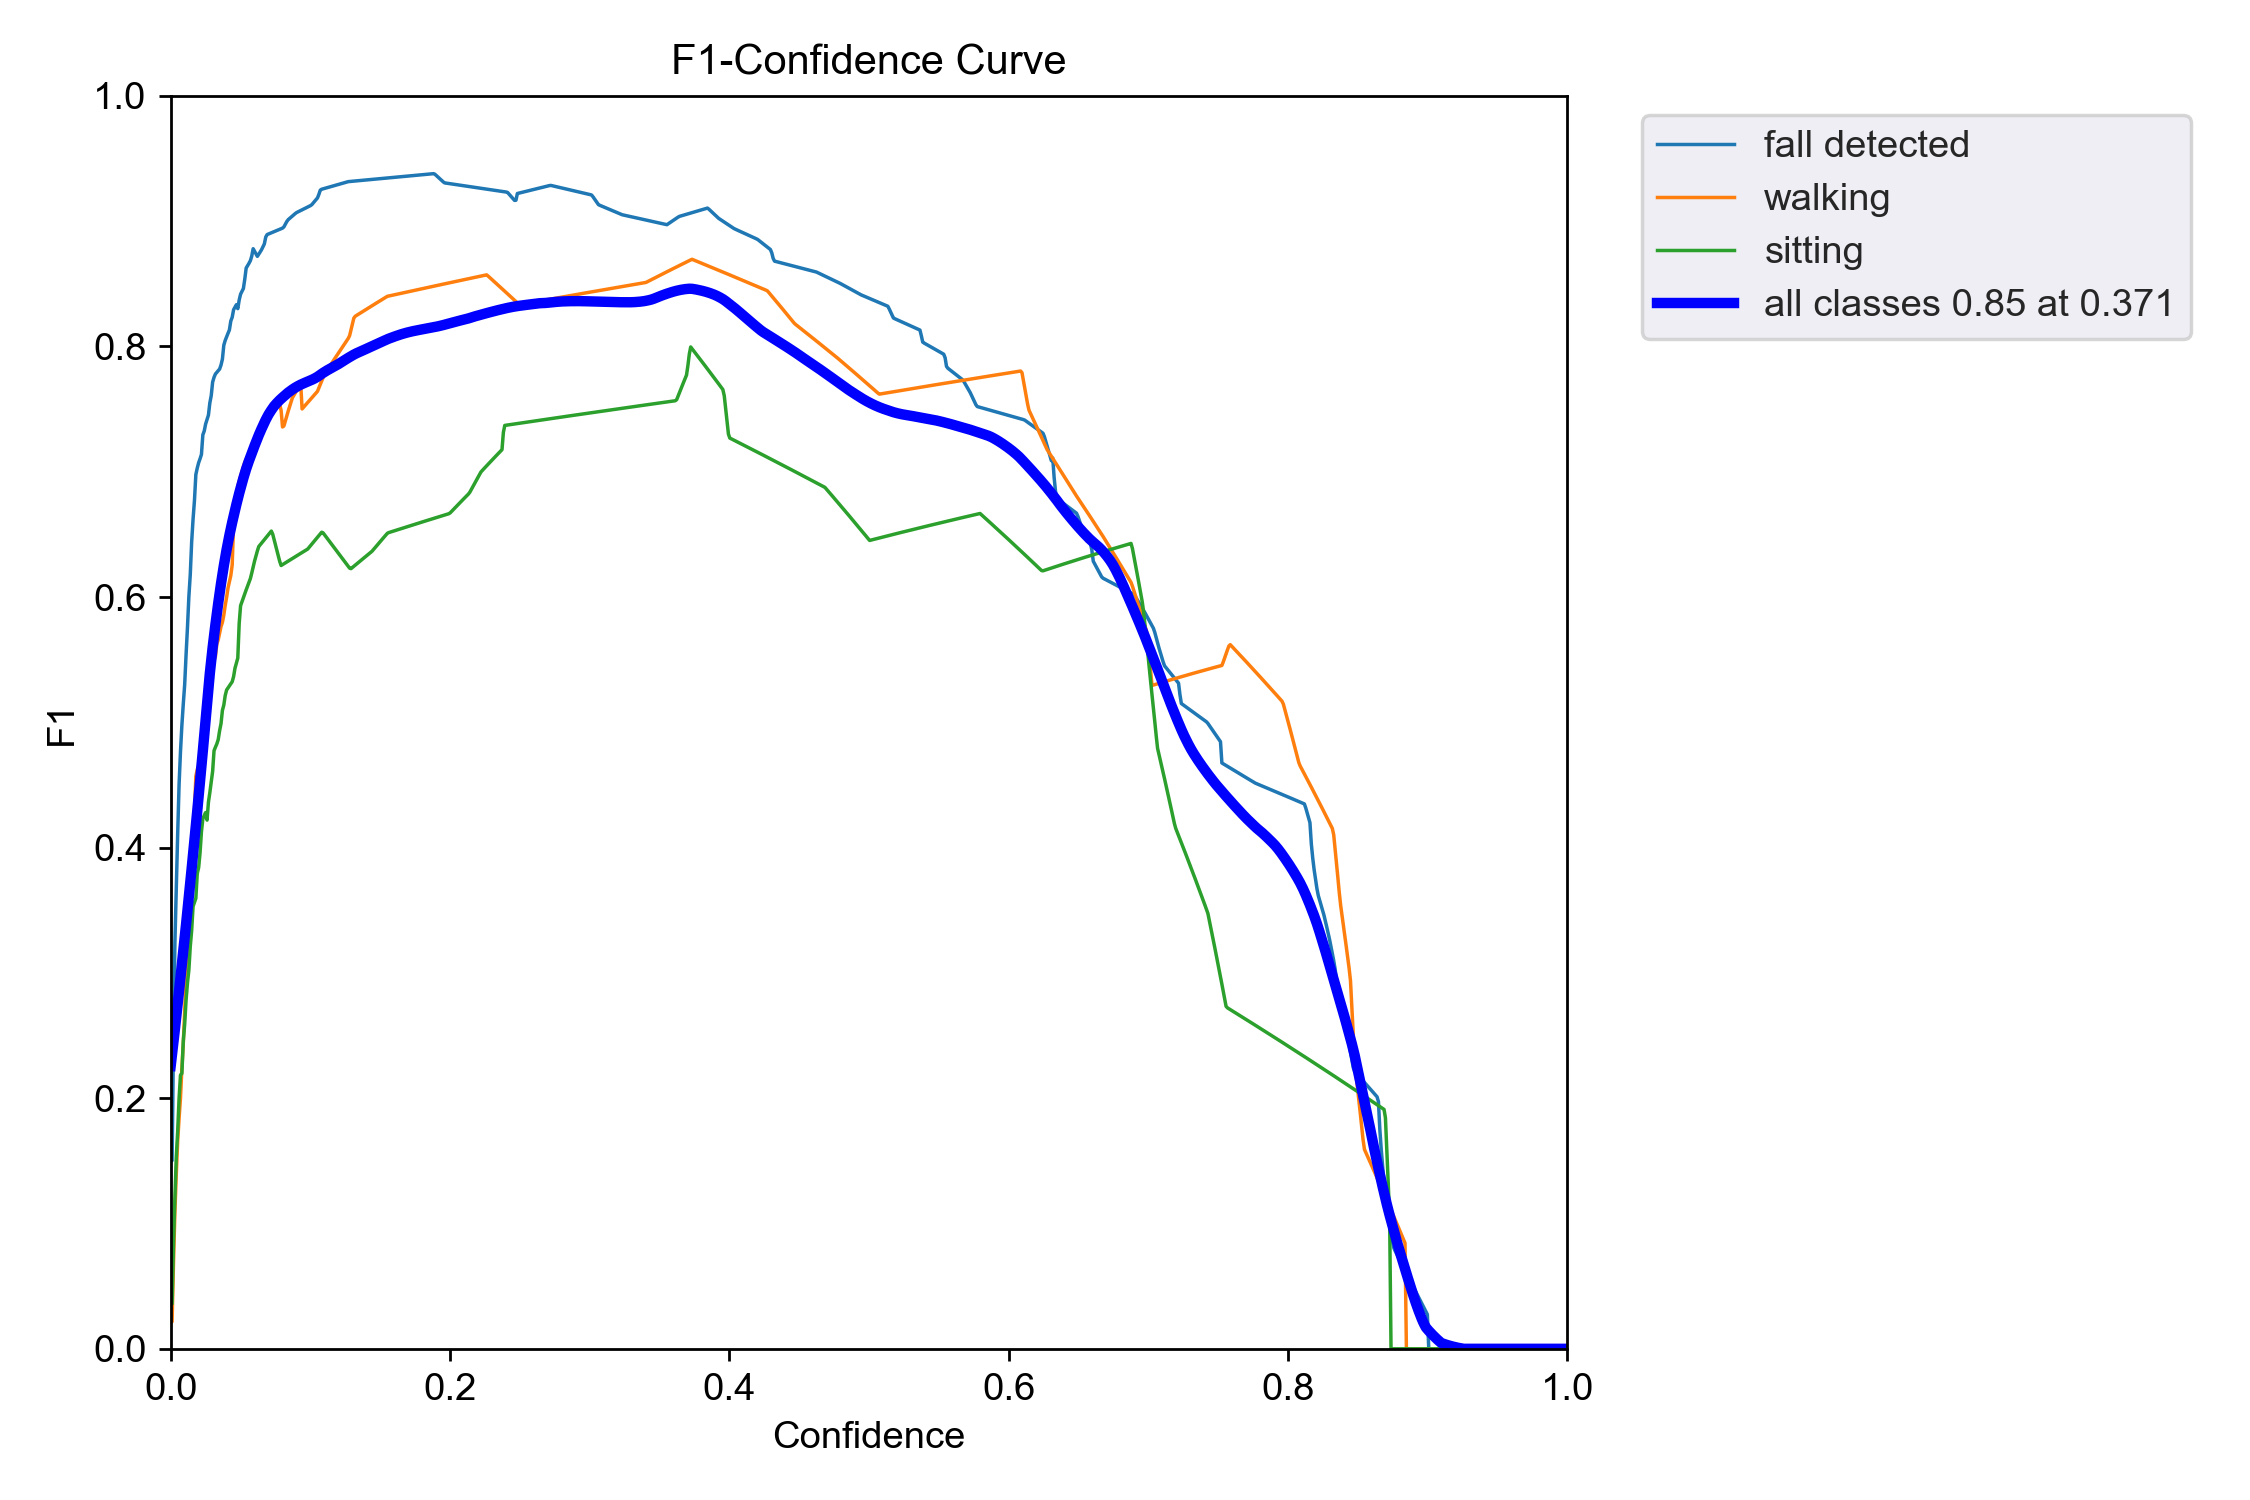 F1-Confidence Curve
1.0
0.8
0.6
0.4
0.2
0.0
F1
0.0 0.2 0.4 0.6 0.8 1.0
Confidence
fall detected
walking
sitting
all classes 0.85 at 0.371